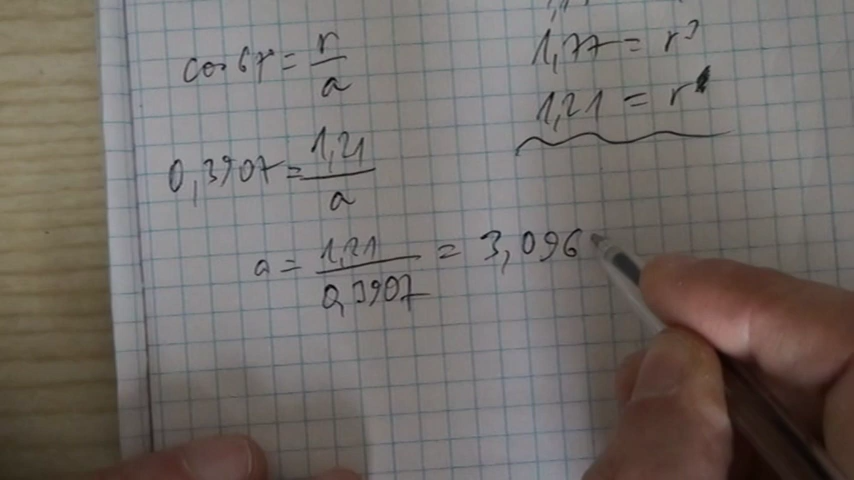 cos 67 = r/a
0,3907 = 1,21/a
a = 1,21/0,3907 = 3,096
1,77 = r³
1,21 = r